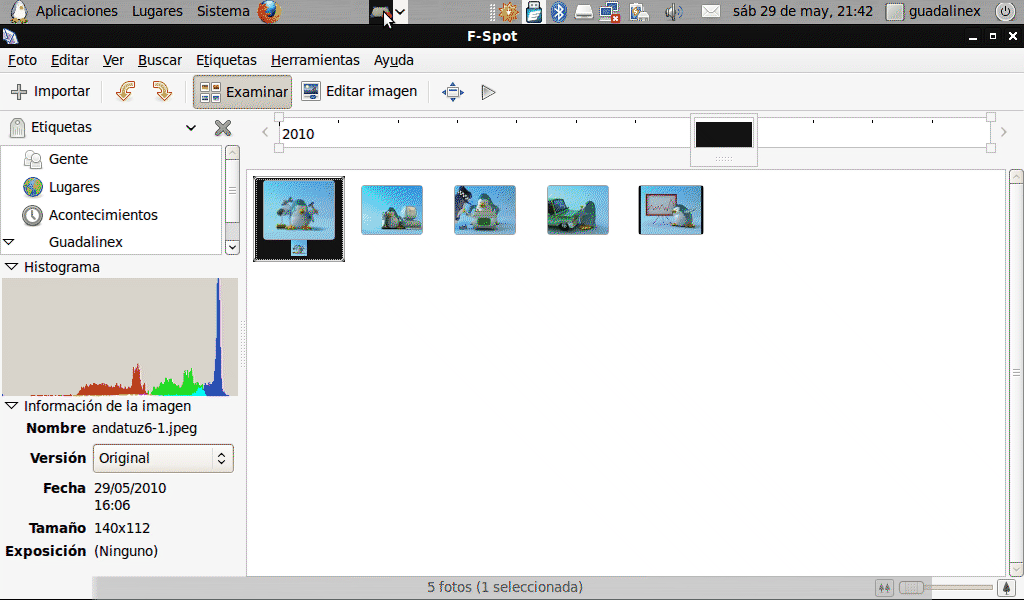 Aplicaciones Lugares Sistema sáb 29 de may, 21:42 guadalinex
F-Spot
Foto Editar Ver Buscar Etiquetas Herramientas Ayuda
Importar Examinar Editar imagen
Etiquetas
2010
Gente
Lugares
Acontecimientos
Guadalinex
Histograma
Información de la imagen
Nombre andatuz6-1.jpeg
Versión Original
Fecha 29/05/2010
16:06
Tamaño 140x112
Exposición (Ninguno)
5 fotos (1 seleccionada)